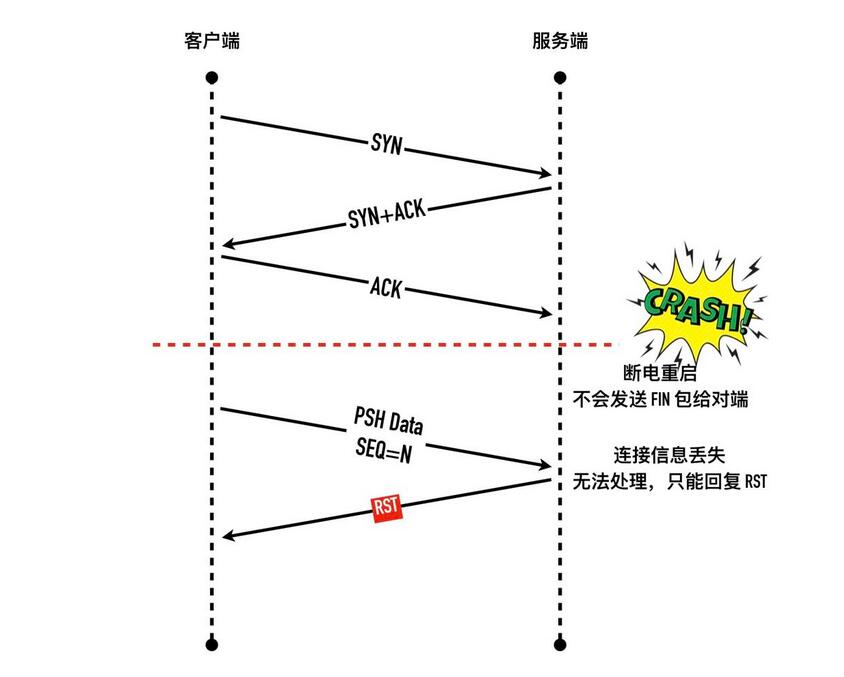 客户端
服务端
SYN
SYN+ACK
ACK
CRASH!
断电重启
不会发送 FIN 包给对端
PSH Data
SEQ=N
连接信息丢失
无法处理，只能回复 RST
RST